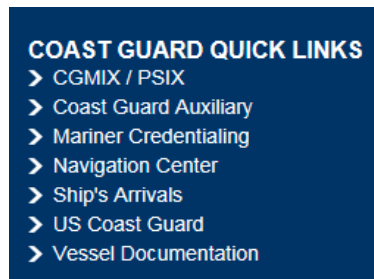 COAST GUARD QUICK LINKS
CGMIX / PSIX
Coast Guard Auxiliary
Mariner Credentialing
Navigation Center
Ship's Arrivals
US Coast Guard
Vessel Documentation